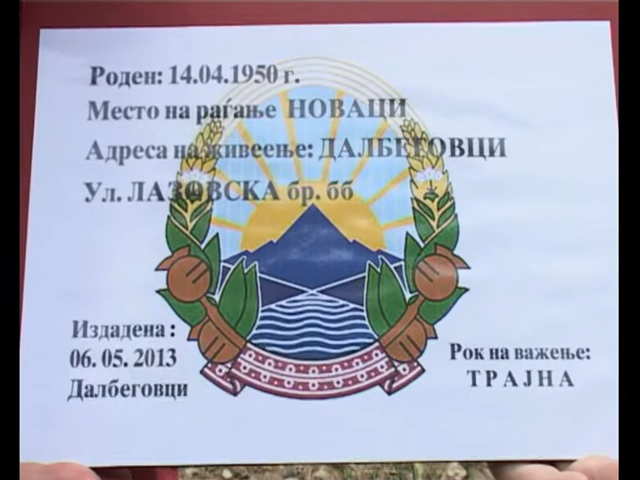 Роден: 14.04.1950 г.
Место на раѓање НОВАЦИ
Адреса на живеење: ДАЛБЕГОВЦИ
Ул. ЛАЗОВСКА бр. бб
Издадена :
06. 05. 2013
Далбеговци
Рок на важење:
ТРАЈНА